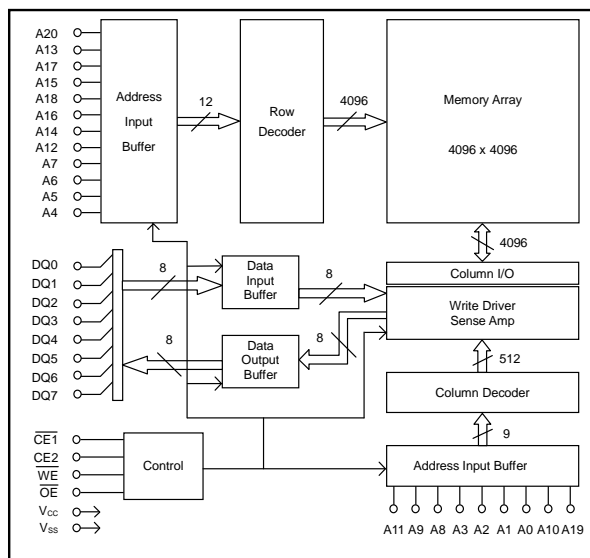 A20
A13
A17
A15
A18
A16
A14
A12
A7
A6
A5
A4
Address
Input
Buffer
12
Row
Decoder
4096
Memory Array
4096 x 4096
4096
Column I/O
DQ0
DQ1
DQ2
DQ3
DQ4
DQ5
DQ6
DQ7
8
Data
Input
Buffer
8
Write Driver
Sense Amp
8
Data
Output
Buffer
8
512
Column Decoder
9
Address Input Buffer
CE1
CE2
WE
OE
Control
VCC
VSS
A11 A9 A8 A3 A2 A1 A0 A10 A19